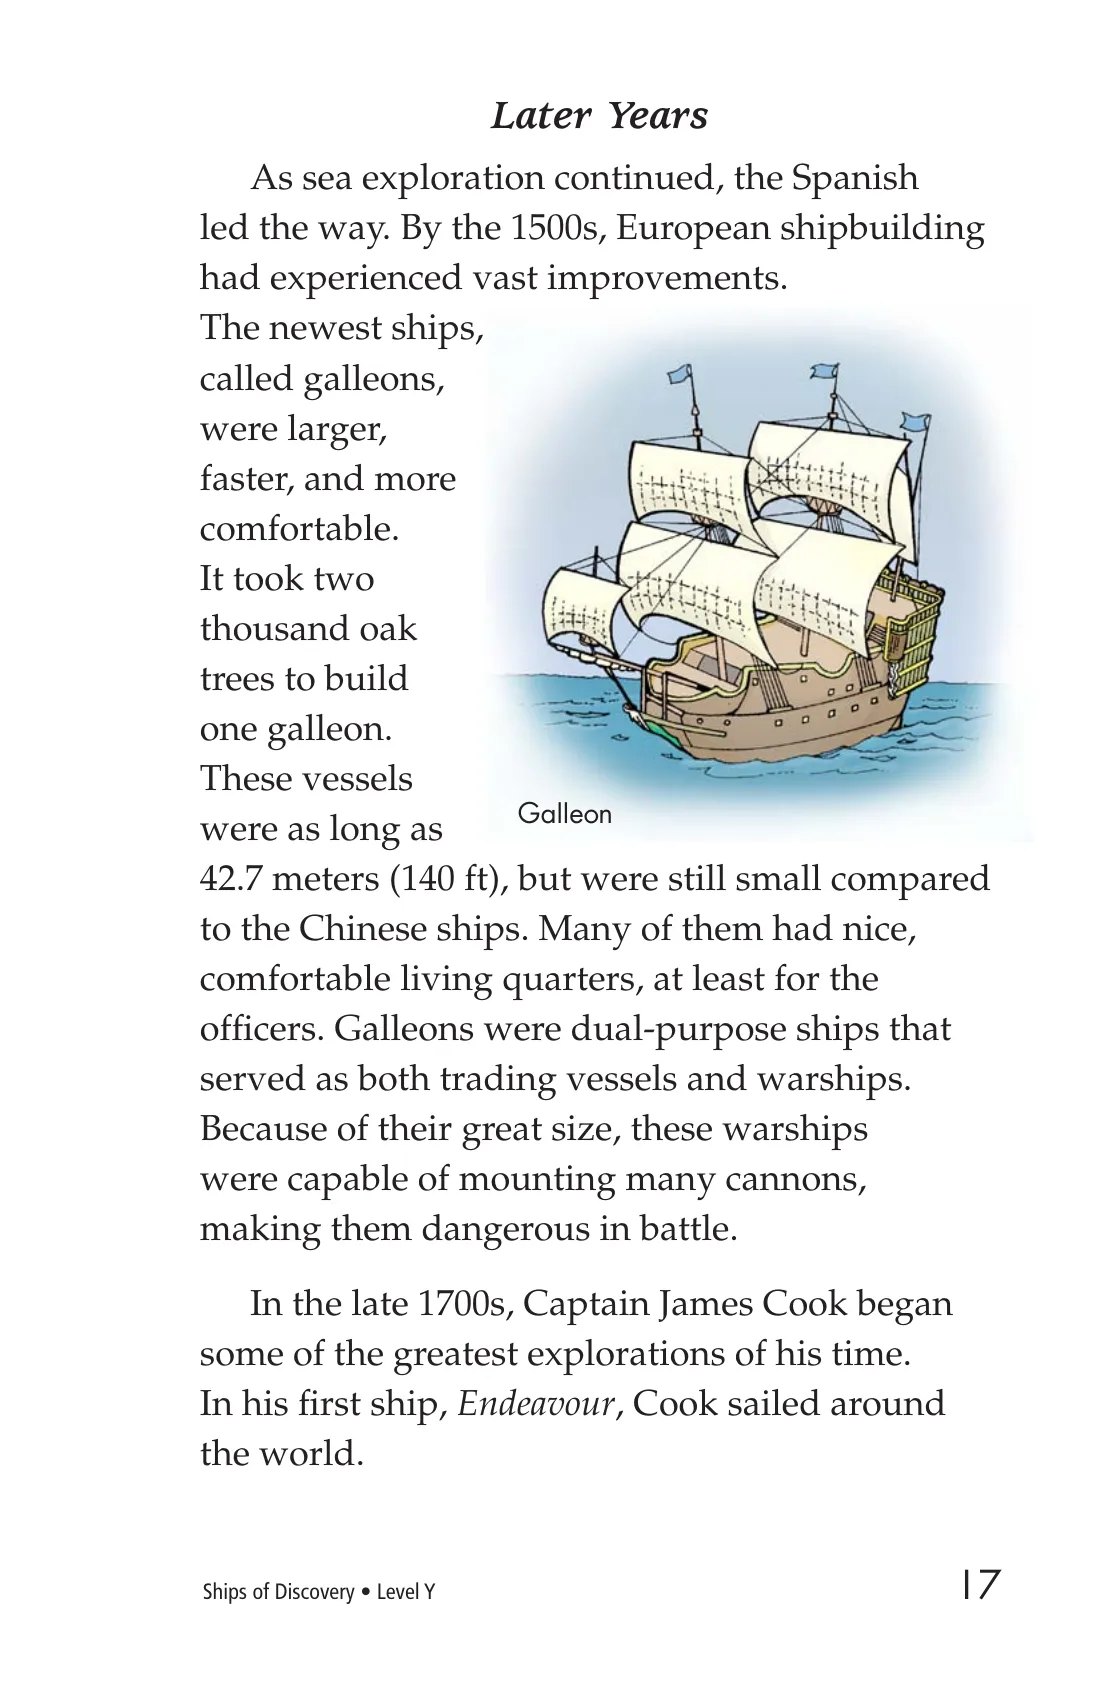 Later Years
As sea exploration continued, the Spanish
led the way. By the 1500s, European shipbuilding
had experienced vast improvements.
The newest ships,
called galleons,
were larger,
faster, and more
comfortable.
It took two
thousand oak
trees to build
one galleon.
These vessels
were as long as
42.7 meters (140 ft), but were still small compared
to the Chinese ships. Many of them had nice,
comfortable living quarters, at least for the
officers. Galleons were dual-purpose ships that
served as both trading vessels and warships.
Because of their great size, these warships
were capable of mounting many cannons,
making them dangerous in battle.
Galleon
In the late 1700s, Captain James Cook began
some of the greatest explorations of his time.
In his first ship, Endeavour, Cook sailed around
the world.
Ships of Discovery • Level Y
17